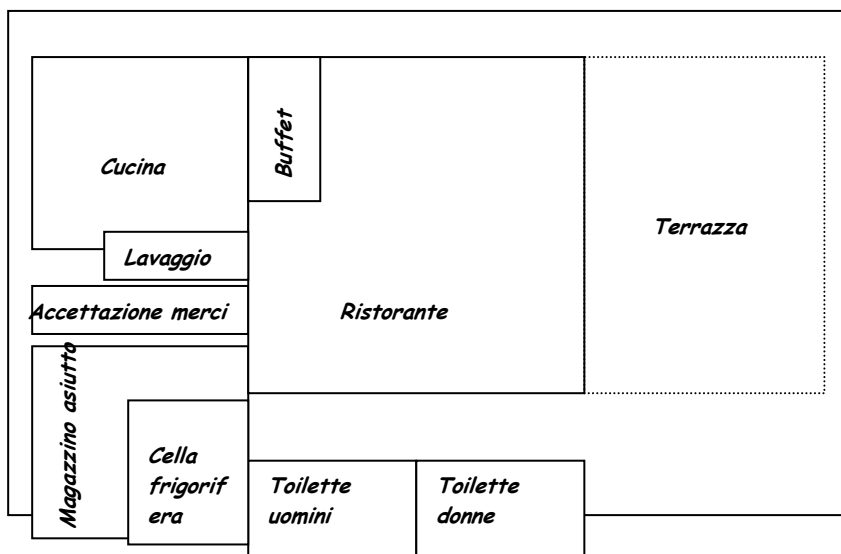 Buffet
Cucina
Terrazza
Lavaggio
Accettazione merci
Ristorante
Magazzino asiutto
Cella
frigorif
era
Toilette
uomini
Toilette
donne